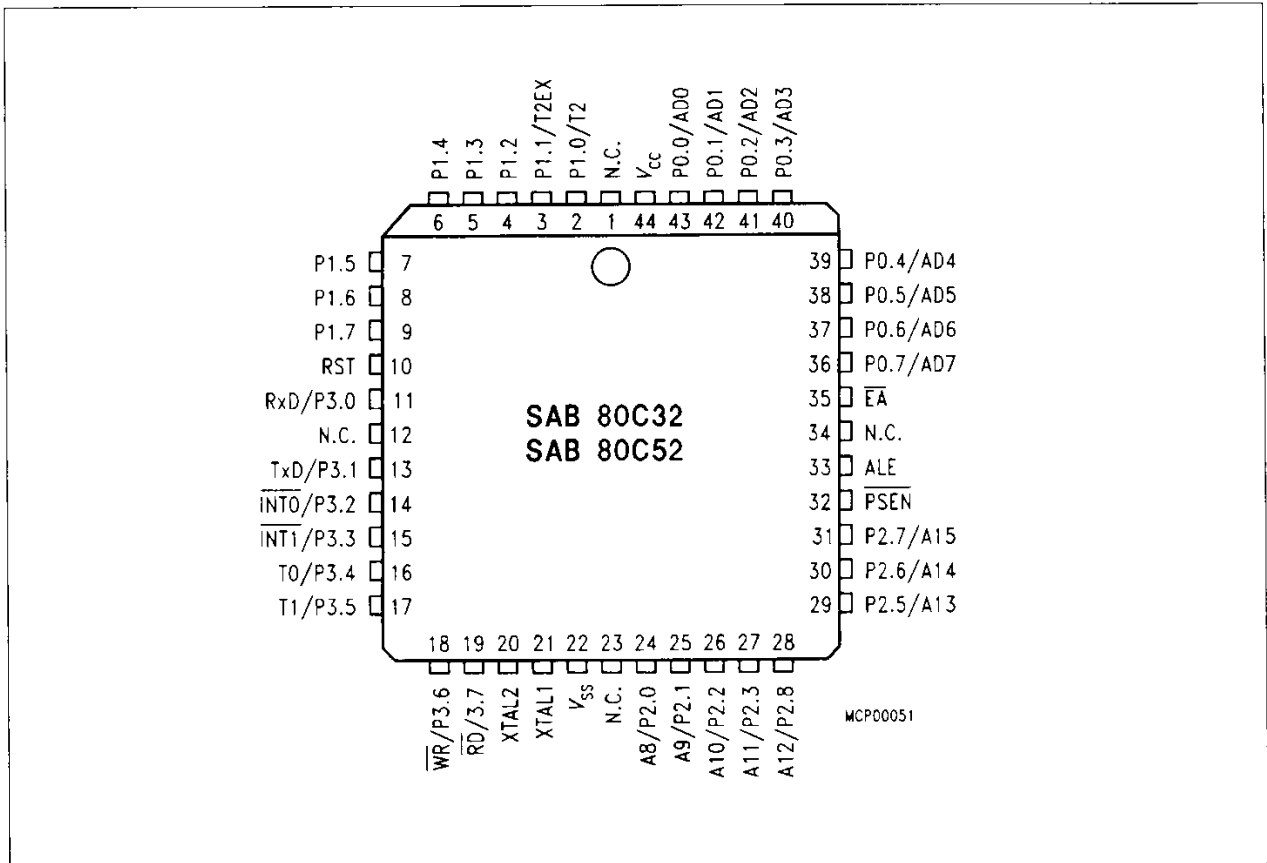 P1.4
P1.3
P1.2
P1.1/T2EX
P1.0/T2
N.C.
VCC
P0.0/AD0
P0.1/AD1
P0.2/AD2
P0.3/AD3
6 5 4 3 2 1 44 43 42 41 40
P1.5 7
P1.6 8
P1.7 9
RST 10
RxD/P3.0 11
N.C. 12
TxD/P3.1 13
I̅N̅T̅0̅/P3.2 14
I̅N̅T̅1̅/P3.3 15
T0/P3.4 16
T1/P3.5 17
SAB 80C32
SAB 80C52
39 P0.4/AD4
38 P0.5/AD5
37 P0.6/AD6
36 P0.7/AD7
35 E̅A̅
34 N.C.
33 ALE
32 P̅S̅E̅N̅
31 P2.7/A15
30 P2.6/A14
29 P2.5/A13
18 19 20 21 22 23 24 25 26 27 28
W̅R̅/P3.6
R̅D̅/3.7
XTAL2
XTAL1
VSS
N.C.
A8/P2.0
A9/P2.1
A10/P2.2
A11/P2.3
A12/P2.8
MCP00051